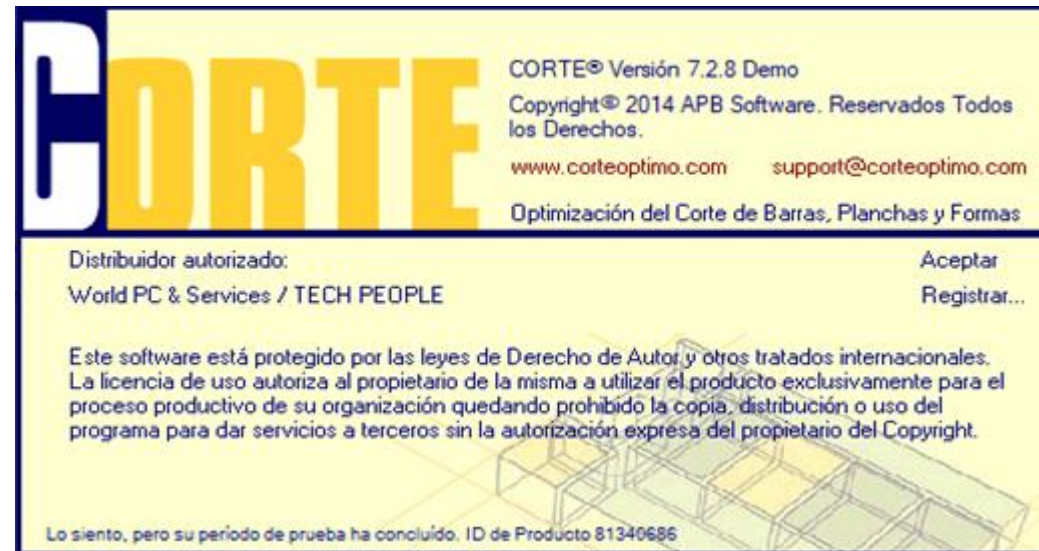 CORTE
CORTE® Versión 7.2.8 Demo
Copyright® 2014 APB Software. Reservados Todos
los Derechos.
www.corteoptimo.com support@corteoptimo.com
Optimización del Corte de Barras, Planchas y Formas
Distribuidor autorizado:
Aceptar
World PC & Services / TECH PEOPLE
Registrar...
Este software está protegido por las leyes de Derecho de Autor y otros tratados internacionales.
La licencia de uso autoriza al propietario de la misma a utilizar el producto exclusivamente para el
proceso productivo de su organización quedando prohibido la copia, distribución o uso del
programa para dar servicios a terceros sin la autorización expresa del propietario del Copyright.
Lo siento, pero su período de prueba ha concluído. ID de Producto 81340686